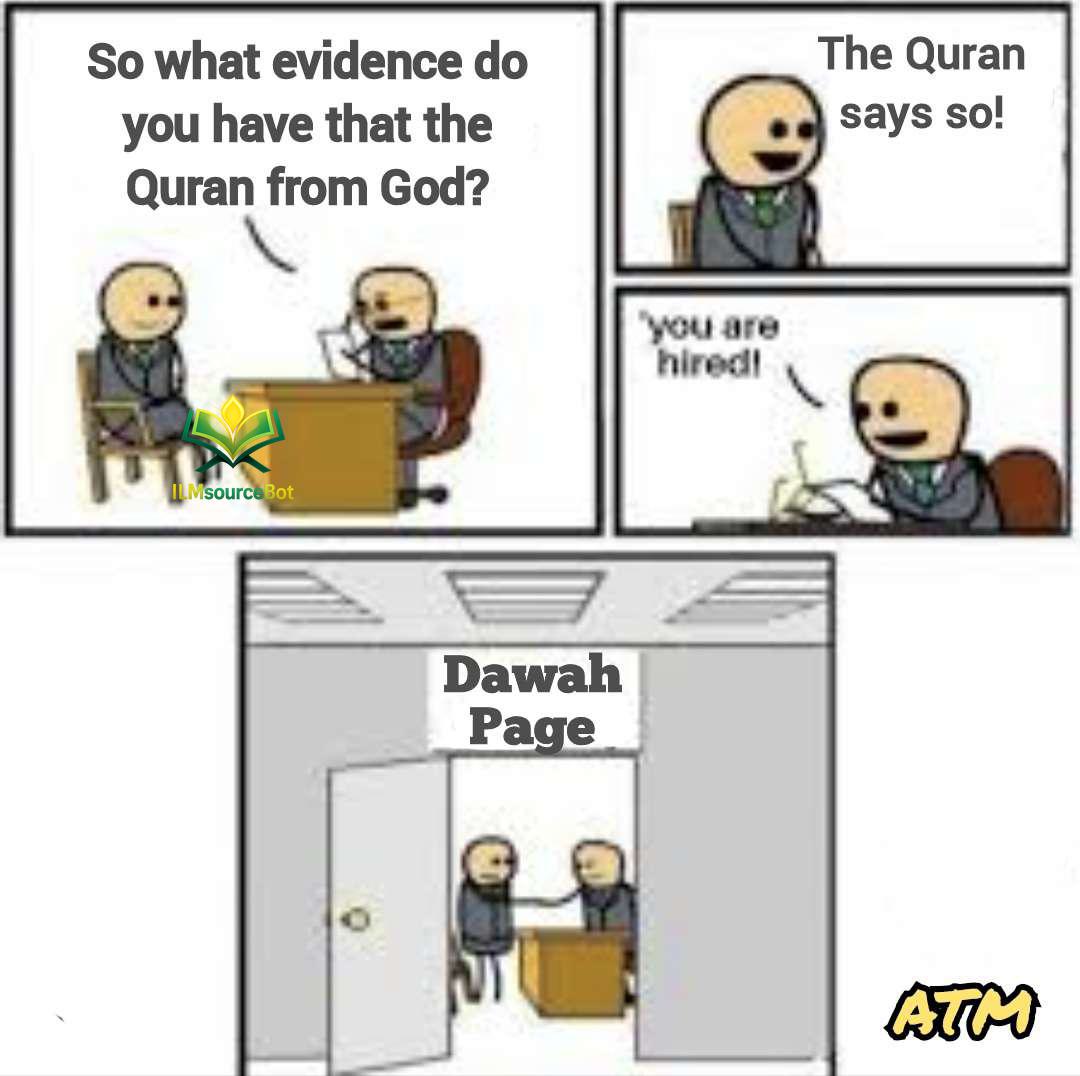 So what evidence do
you have that the
Quran from God?
The Quran
says so!
'you are
hired!
ILMsourceBot
Dawah
Page
ATM